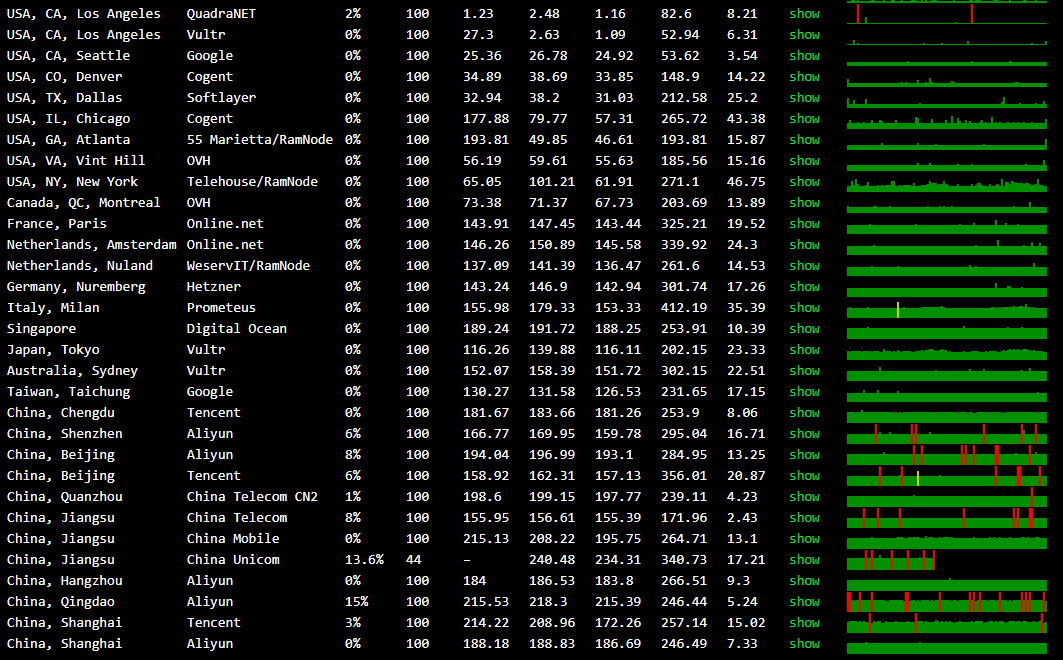 USA, CA, Los Angeles QuadraNET 2% 100 1.23 2.48 1.16 82.6 8.21 show
USA, CA, Los Angeles Vultr 0% 100 27.3 2.63 1.09 52.94 6.31 show
USA, CA, Seattle Google 0% 100 25.36 26.78 24.92 53.62 3.54 show
USA, CO, Denver Cogent 0% 100 34.89 38.69 33.85 148.9 14.22 show
USA, TX, Dallas Softlayer 0% 100 32.94 38.2 31.03 212.58 25.2 show
USA, IL, Chicago Cogent 0% 100 177.88 79.77 57.31 265.72 43.38 show
USA, GA, Atlanta 55 Marietta/RamNode 0% 100 193.81 49.85 46.61 193.81 15.87 show
USA, VA, Vint Hill OVH 0% 100 56.19 59.61 55.63 185.56 15.16 show
USA, NY, New York Telehouse/RamNode 0% 100 65.05 101.21 61.91 271.1 46.75 show
Canada, QC, Montreal OVH 0% 100 73.38 71.37 67.73 203.69 13.89 show
France, Paris Online.net 0% 100 143.91 147.45 143.44 325.21 19.52 show
Netherlands, Amsterdam Online.net 0% 100 146.26 150.89 145.58 339.92 24.3 show
Netherlands, Nuland WeservIT/RamNode 0% 100 137.09 141.39 136.47 261.6 14.53 show
Germany, Nuremberg Hetzner 0% 100 143.24 146.9 142.94 301.74 17.26 show
Italy, Milan Prometeus 0% 100 155.98 179.33 153.33 412.19 35.39 show
Singapore Digital Ocean 0% 100 189.24 191.72 188.25 253.91 10.39 show
Japan, Tokyo Vultr 0% 100 116.26 139.88 116.11 202.15 23.33 show
Australia, Sydney Vultr 0% 100 152.07 158.39 151.72 302.15 22.51 show
Taiwan, Taichung Google 0% 100 130.27 131.58 126.53 231.65 17.15 show
China, Chengdu Tencent 0% 100 181.67 183.66 181.26 253.9 8.06 show
China, Shenzhen Aliyun 6% 100 166.77 169.95 159.78 295.04 16.71 show
China, Beijing Aliyun 8% 100 194.04 196.99 193.1 284.95 13.25 show
China, Beijing Tencent 6% 100 158.92 162.31 157.13 356.01 20.87 show
China, Quanzhou China Telecom CN2 1% 100 198.6 199.15 197.77 239.11 4.23 show
China, Jiangsu China Telecom 8% 100 155.95 156.61 155.39 171.96 2.43 show
China, Jiangsu China Mobile 0% 100 215.13 208.22 195.75 264.71 13.1 show
China, Jiangsu China Unicom 13.6% 44 – 240.48 234.31 340.73 17.21 show
China, Hangzhou Aliyun 0% 100 184 186.53 183.8 266.51 9.3 show
China, Qingdao Aliyun 15% 100 215.53 218.3 215.39 246.44 5.24 show
China, Shanghai Tencent 3% 100 214.22 208.96 172.26 257.14 15.02 show
China, Shanghai Aliyun 0% 100 188.18 188.83 186.69 246.49 7.33 show